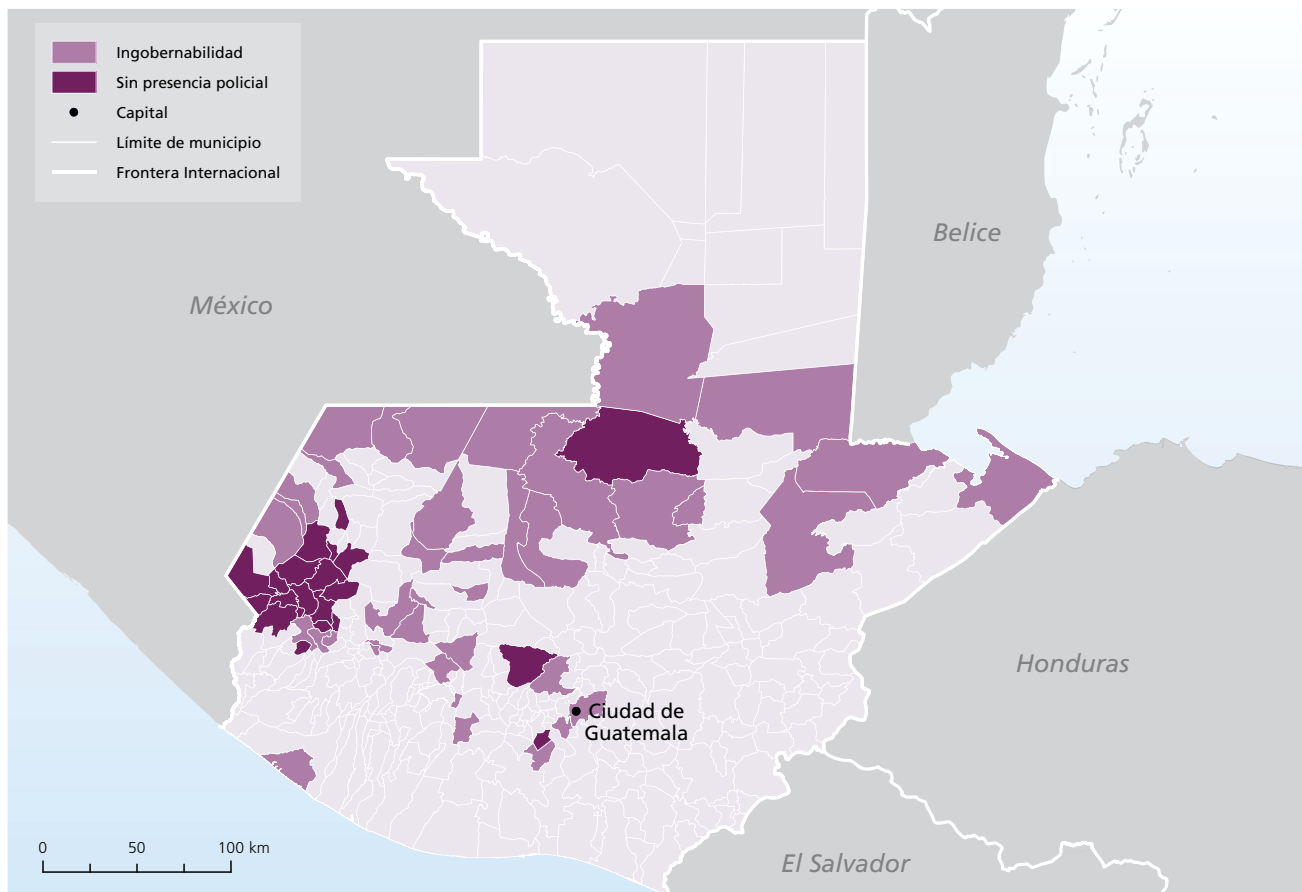 Ingobernabilidad
Sin presencia policial
Capital
Límite de municipio
Frontera Internacional
Belice
México
Honduras
Ciudad de
Guatemala
El Salvador
0 50 100 km